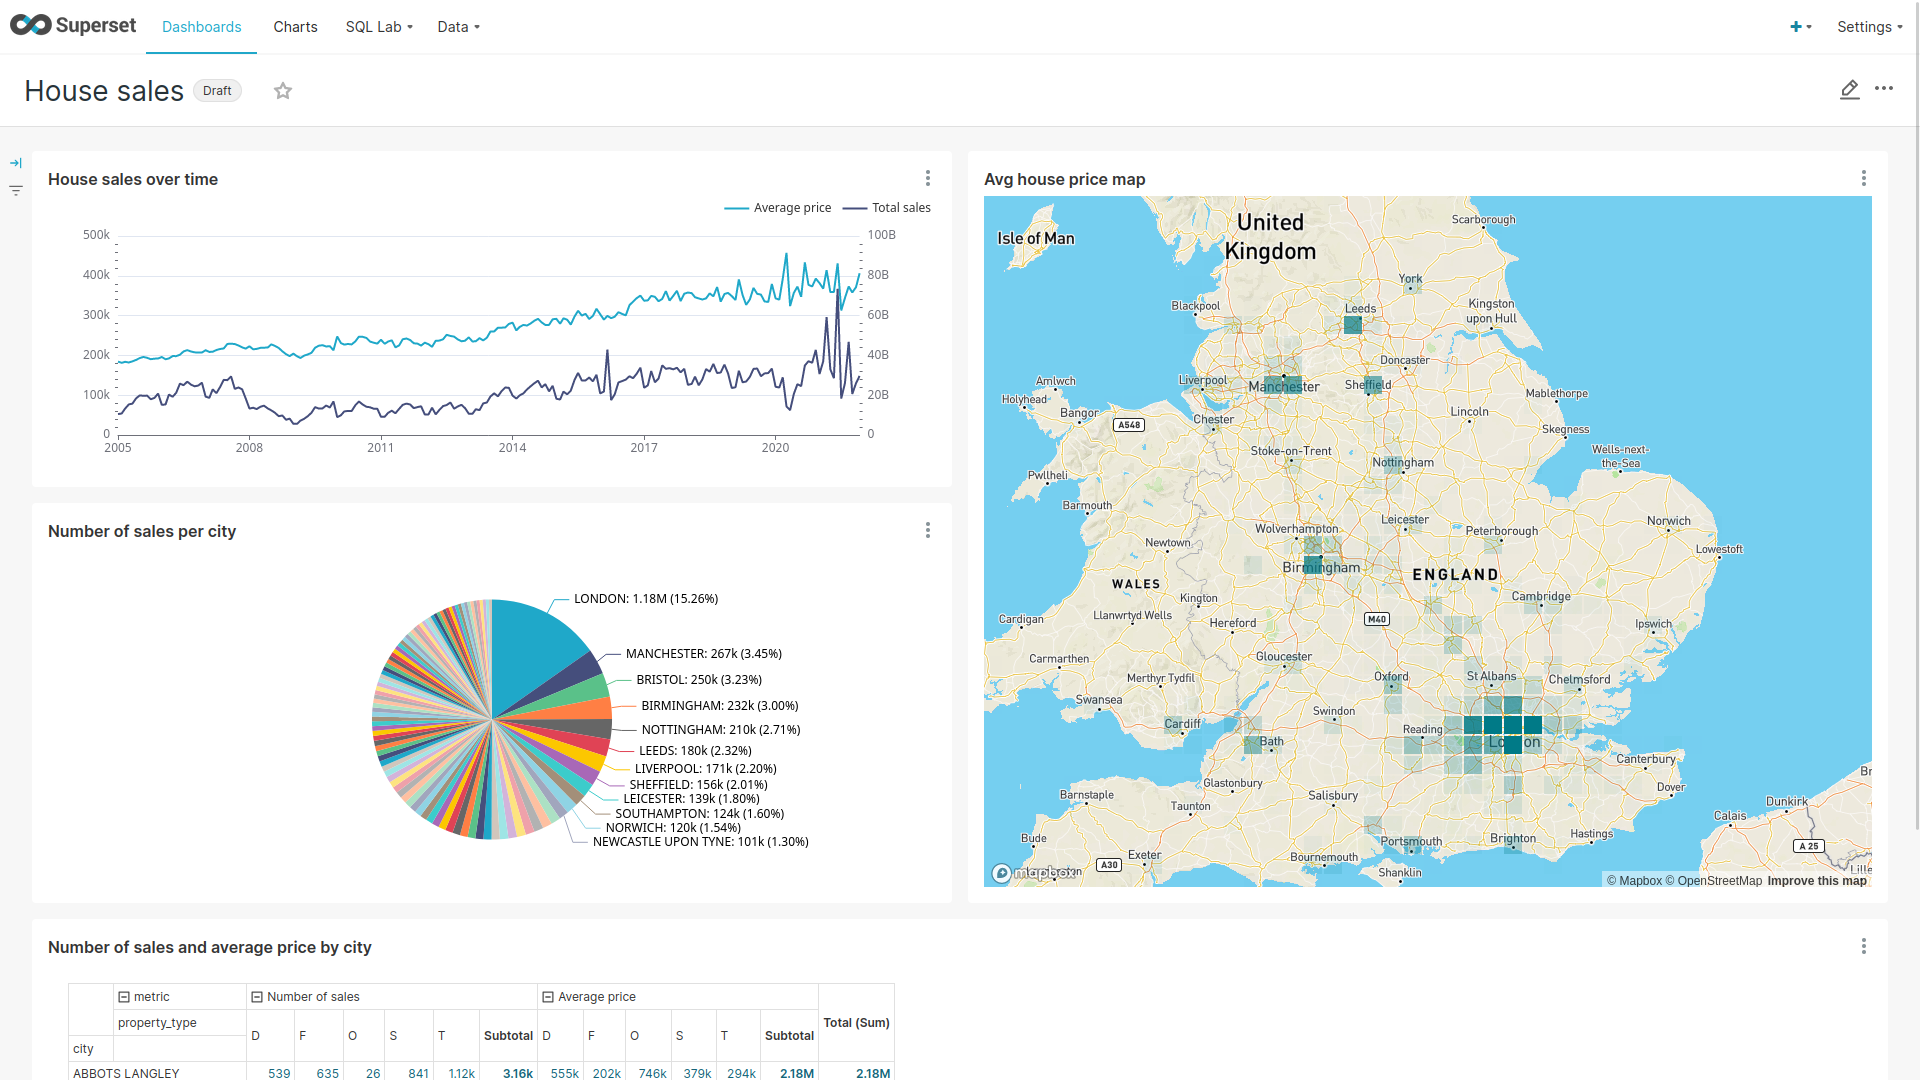 Superset
Dashboards
Charts
SQL Lab
Data
Settings
House sales
Draft
House sales over time
Average price
Total sales
500k
400k
300k
200k
100k
0
100B
80B
60B
40B
20B
0
2005
2008
2011
2014
2017
2020
Number of sales per city
LONDON: 1.18M (15.26%)
MANCHESTER: 267k (3.45%)
BRISTOL: 250k (3.23%)
BIRMINGHAM: 232k (3.00%)
NOTTINGHAM: 210k (2.71%)
LEEDS: 180k (2.32%)
LIVERPOOL: 171k (2.20%)
SHEFFIELD: 156k (2.01%)
LEICESTER: 139k (1.80%)
SOUTHAMPTON: 124k (1.60%)
NORWICH: 120k (1.54%)
NEWCASTLE UPON TYNE: 101k (1.30%)
Avg house price map
United
Kingdom
Isle of Man
Scarborough
York
Blackpool
Leeds
Kingston
upon Hull
Doncaster
Amlwch
Liverpool
Manchester
Sheffield
Holyhead
Mablethorpe
Bangor
Chester
Lincoln
A548
Skegness
Stoke-on-Trent
Wells-next-
the-Sea
Nottingham
Pwllheli
Barmouth
Wolverhampton
Leicester
Peterborough
Norwich
Newtown
Lowestoft
Birmingham
ENGLAND
WALES
Kington
Cambridge
Cardigan
Llanwrtyd Wells
Hereford
M40
Ipswich
Carmarthen
Gloucester
Merthyr Tydfil
Oxford
St Albans
Chelmsford
Swansea
Swindon
Cardiff
Reading
Bath
London
Canterbury
Glastonbury
Dover
Barnstaple
Taunton
Salisbury
Dunkirk
Calais
Bude
Portsmouth
Brighton
Hastings
A 25
Exeter
Bournemouth
A30
Shanklin
Lille
mapbox
© Mapbox © OpenStreetMap Improve this map
Number of sales and average price by city
metric
Number of sales
Average price
property_type
D
F
O
S
T
Subtotal
D
F
O
S
T
Subtotal
Total (Sum)
city
ABBOTS LANGLEY
539
635
26
841
1.12k
3.16k
555k
202k
746k
379k
294k
2.18M
2.18M